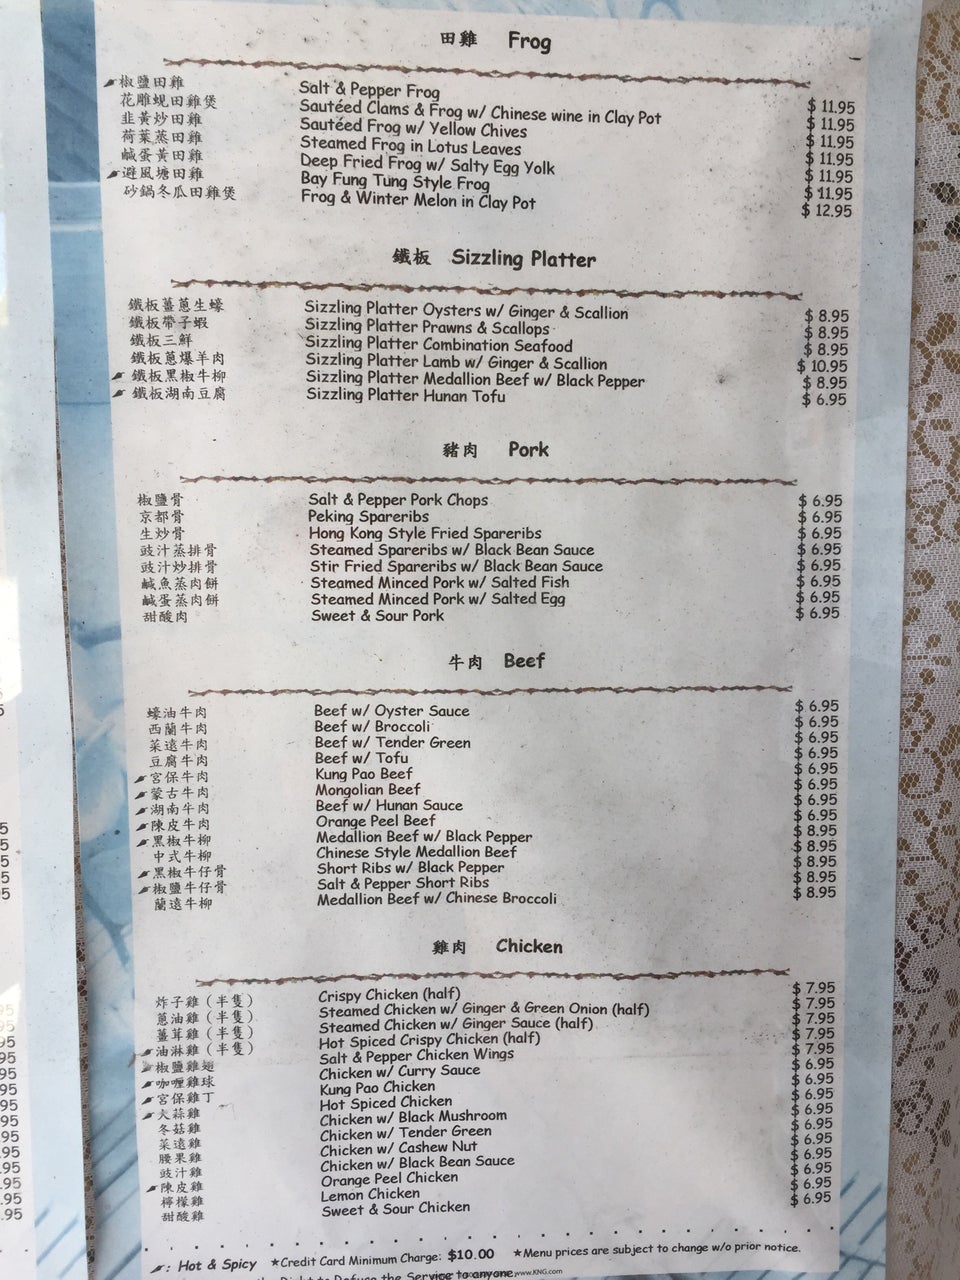 田雞 Frog
椒鹽田雞 Salt & Pepper Frog $ 11.95
花雕蜆田雞煲 Sautéed Clams & Frog w/ Chinese wine in Clay Pot $ 11.95
韭黃炒田雞 Sautéed Frog w/ Yellow Chives $ 11.95
荷葉蒸田雞 Steamed Frog in Lotus Leaves $ 11.95
鹹蛋黃田雞 Deep Fried Frog w/ Salty Egg Yolk $ 11.95
避風塘田雞 Bay Fung Tung Style Frog $ 11.95
砂鍋冬瓜田雞煲 Frog & Winter Melon in Clay Pot $ 12.95
鐵板 Sizzling Platter
鐵板薑蔥生蠔 Sizzling Platter Oysters w/ Ginger & Scallion $ 8.95
鐵板帶子蝦 Sizzling Platter Prawns & Scallops $ 8.95
鐵板三鮮 Sizzling Platter Combination Seafood $ 8.95
鐵板蔥爆羊肉 Sizzling Platter Lamb w/ Ginger & Scallion $ 10.95
鐵板黑椒牛柳 Sizzling Platter Medallion Beef w/ Black Pepper $ 8.95
鐵板湖南豆腐 Sizzling Platter Hunan Tofu $ 6.95
豬肉 Pork
椒鹽骨 Salt & Pepper Pork Chops $ 6.95
京都骨 Peking Spareribs $ 6.95
生炒骨 Hong Kong Style Fried Spareribs $ 6.95
豉汁蒸排骨 Steamed Spareribs w/ Black Bean Sauce $ 6.95
豉汁炒排骨 Stir Fried Spareribs w/ Black Bean Sauce $ 6.95
鹹魚蒸肉餅 Steamed Minced Pork w/ Salted Fish $ 6.95
鹹蛋蒸肉餅 Steamed Minced Pork w/ Salted Egg $ 6.95
甜酸肉 Sweet & Sour Pork $ 6.95
牛肉 Beef
蠔油牛肉 Beef w/ Oyster Sauce $ 6.95
西蘭牛肉 Beef w/ Broccoli $ 6.95
菜遠牛肉 Beef w/ Tender Green $ 6.95
豆腐牛肉 Beef w/ Tofu $ 6.95
宮保牛肉 Kung Pao Beef $ 6.95
蒙古牛肉 Mongolian Beef $ 6.95
湖南牛肉 Beef w/ Hunan Sauce $ 6.95
陳皮牛肉 Orange Peel Beef $ 6.95
黑椒牛柳 Medallion Beef w/ Black Pepper $ 8.95
中式牛柳 Chinese Style Medallion Beef $ 8.95
黑椒牛仔骨 Short Ribs w/ Black Pepper $ 8.95
椒鹽牛仔骨 Salt & Pepper Short Ribs $ 8.95
蘭遠牛柳 Medallion Beef w/ Chinese Broccoli $ 8.95
雞肉 Chicken
炸子雞（半隻） Crispy Chicken (half) $ 7.95
蔥油雞（半隻） Steamed Chicken w/ Ginger & Green Onion (half) $ 7.95
薑茸雞（半隻） Steamed Chicken w/ Ginger Sauce (half) $ 7.95
油淋雞（半隻） Hot Spiced Crispy Chicken (half) $ 7.95
椒鹽雞翅 Salt & Pepper Chicken Wings $ 7.95
咖喱雞球 Chicken w/ Curry Sauce $ 6.95
宮保雞丁 Kung Pao Chicken $ 6.95
火蒜雞 Hot Spiced Chicken $ 6.95
冬菇雞 Chicken w/ Black Mushroom $ 6.95
菜遠雞 Chicken w/ Tender Green $ 6.95
腰果雞 Chicken w/ Cashew Nut $ 6.95
豉汁雞 Chicken w/ Black Bean Sauce $ 6.95
陳皮雞 Orange Peel Chicken $ 6.95
檸檬雞 Lemon Chicken $ 6.95
甜酸雞 Sweet & Sour Chicken $ 6.95
: Hot & Spicy ★Credit Card Minimum Charge: $10.00 ★Menu prices are subject to change w/o prior notice.
the Right to Refuse the Service to anyone. www.KNG.com